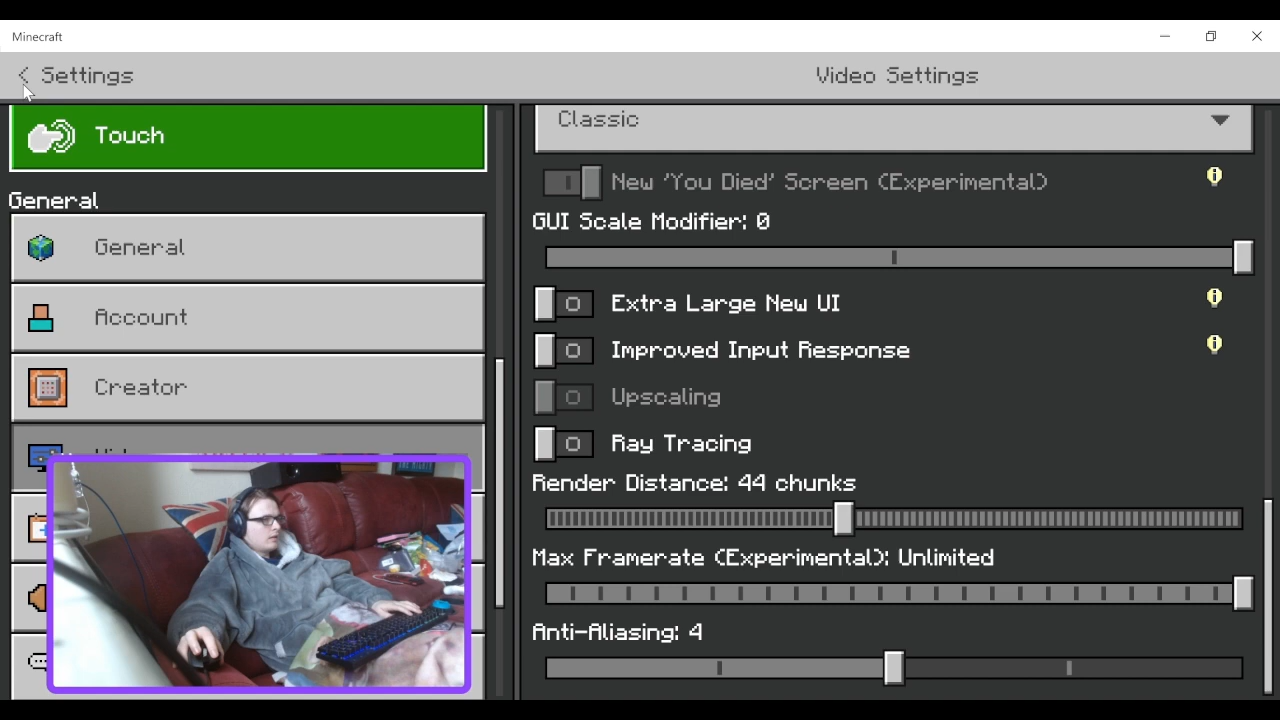 Minecraft
Settings
Video Settings
Touch
Classic
New 'You Died' Screen (Experimental)
General
GUI Scale Modifier: 0
General
Extra Large New UI
Account
Improved Input Response
Creator
Upscaling
Ray Tracing
Render Distance: 44 chunks
Max Framerate (Experimental): Unlimited
Anti-Aliasing: 4